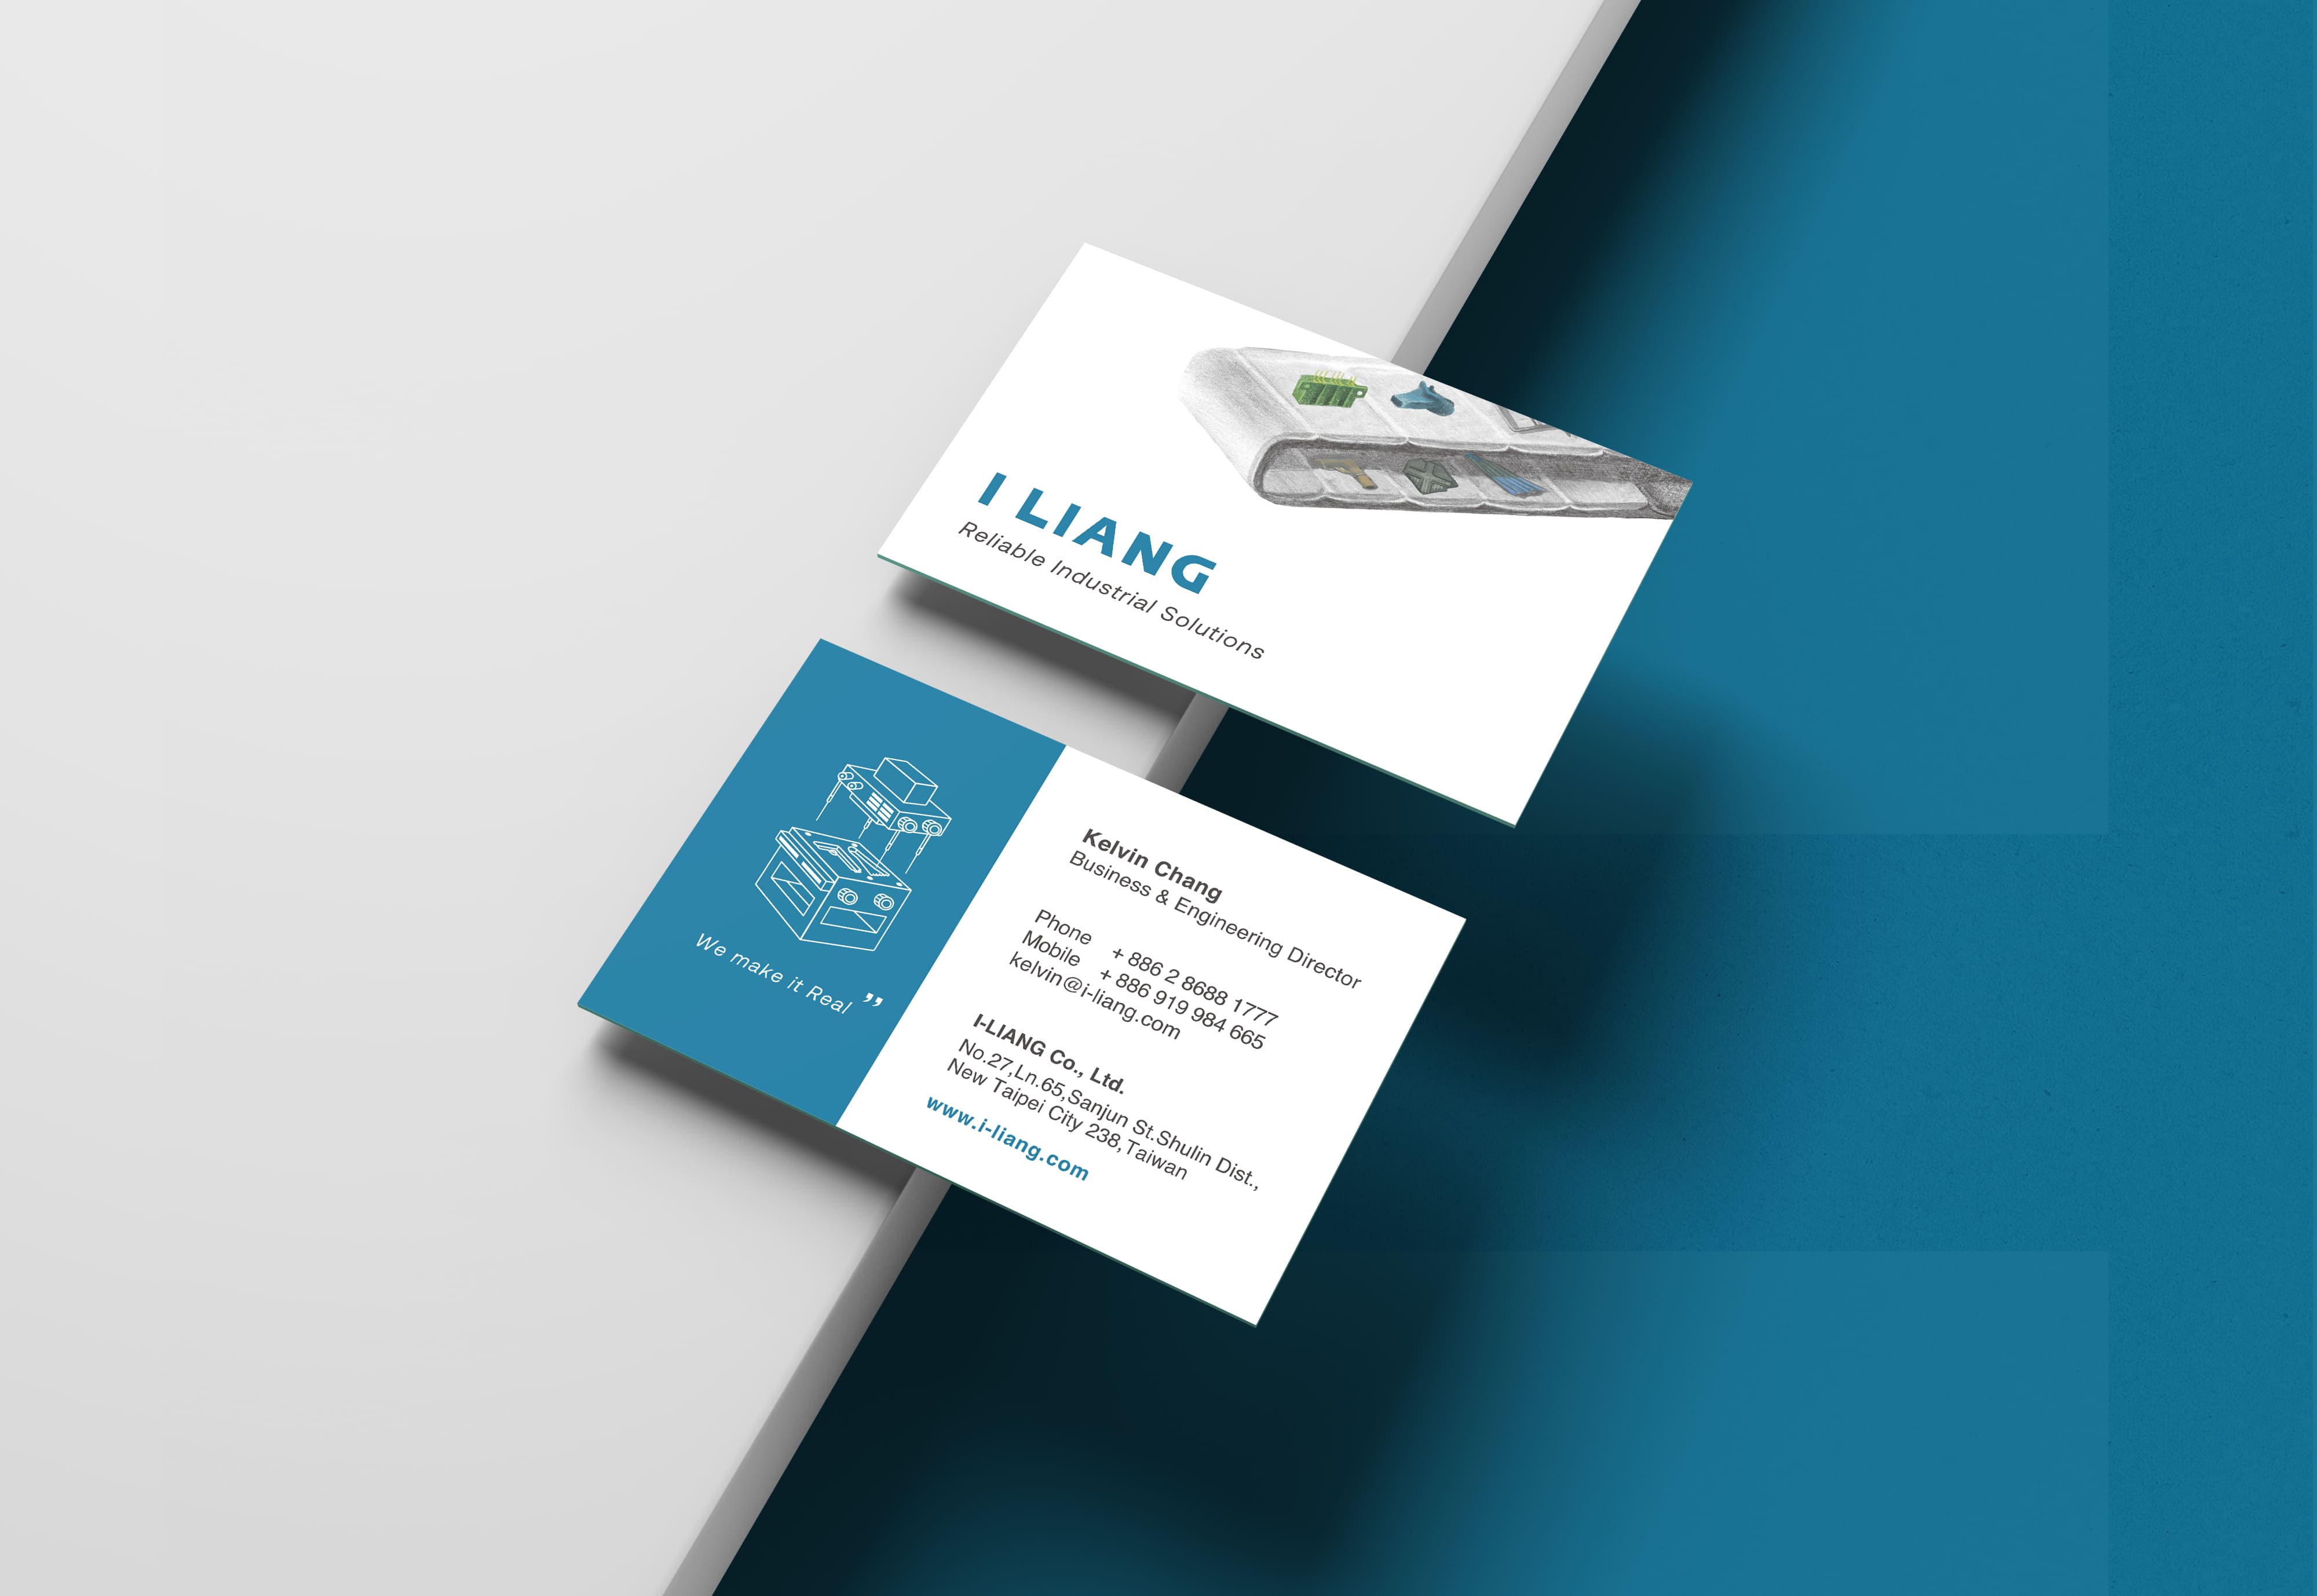 I LIANG
Reliable Industrial Solutions
We make it Real ”
Kelvin Chang
Business & Engineering Director
Phone + 886 2 8688 1777
Mobile + 886 919 984 665
kelvin@i-liang.com
I-LIANG Co., Ltd.
No.27,Ln.65,Sanjun St.Shulin Dist.,
New Taipei City 238,Taiwan
www.i-liang.com